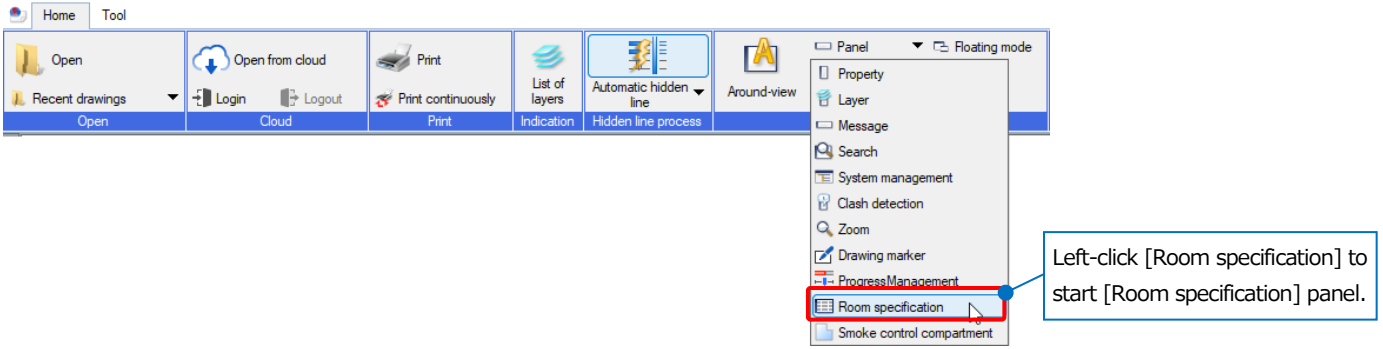 Home Tool
Open
Recent drawings
Open
Open from cloud
Login Logout
Cloud
Print
Print continuously
Print
List of
layers
Indication
Automatic hidden
line
Hidden line process
Around-view
Panel Floating mode
Property
Layer
Message
Search
System management
Clash detection
Zoom
Drawing marker
ProgressManagement
Room specification
Smoke control compartment
Left-click [Room specification] to
start [Room specification] panel.